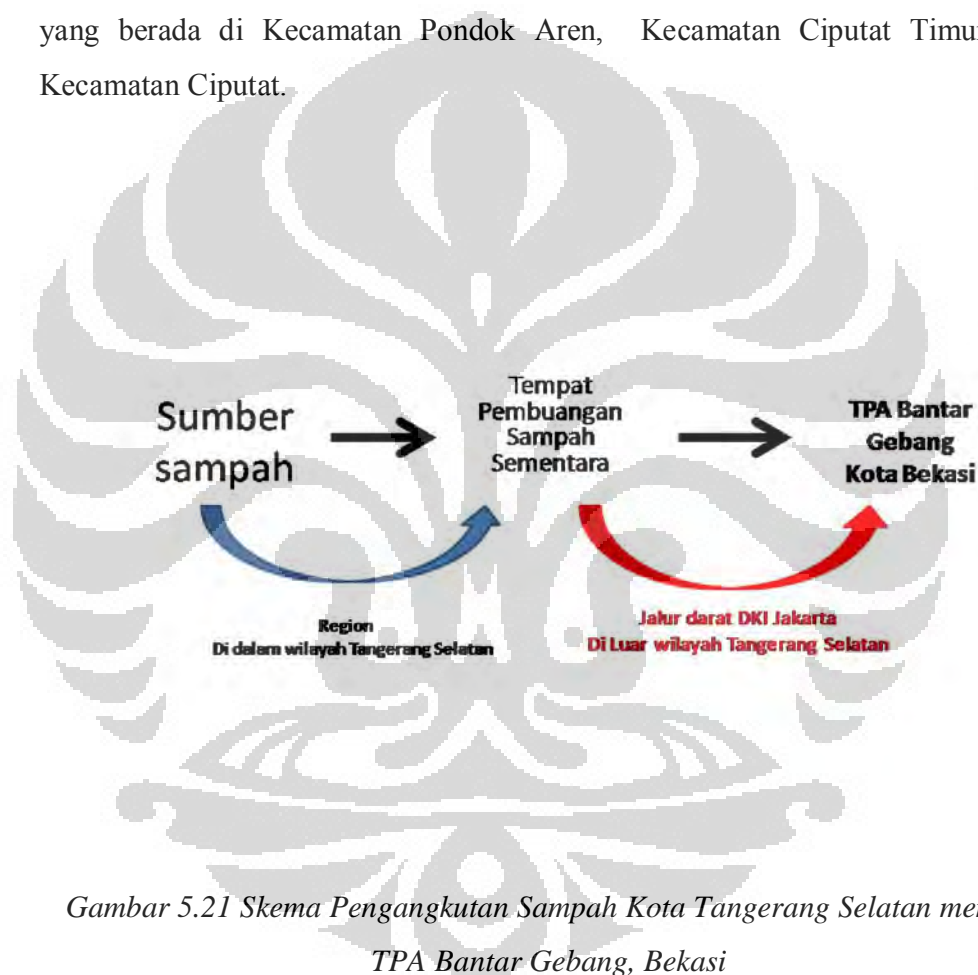 yang berada di Kecamatan Pondok Aren, Kecamatan Ciputat Timur
Kecamatan Ciputat.
Sumber
sampah
Tempat
Pembuangan
Sampah
Sementara
TPA Bantar
Gebang
Kota Bekasi
Region
Di dalam wilayah Tangerang Selatan
Jalur darat DKI Jakarta
Di Luar wilayah Tangerang Selatan
Gambar 5.21 Skema Pengangkutan Sampah Kota Tangerang Selatan
TPA Bantar Gebang, Bekasi